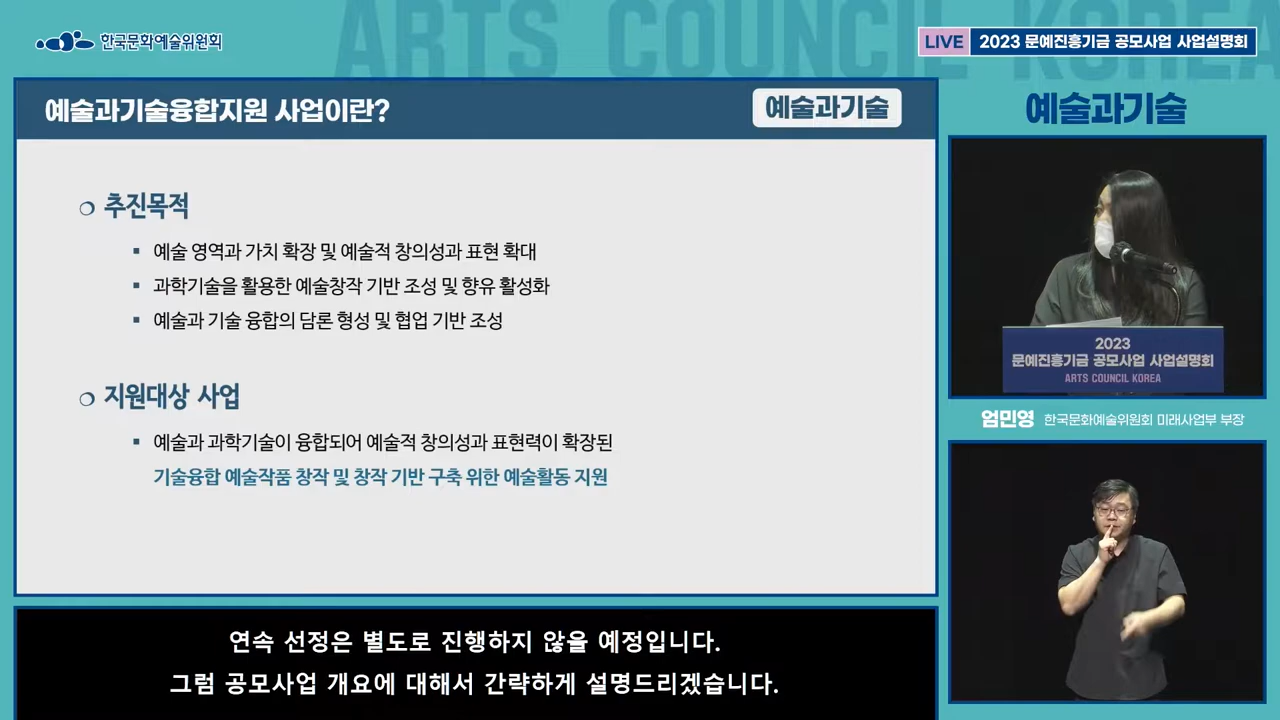 ARTS COUNCIL KOREA
한국문화예술위원회
LIVE 2023 문예진흥기금 공모사업 사업설명회
예술과기술융합지원 사업이란?
예술과기술
예술과기술
추진목적
예술 영역과 가치 확장 및 예술적 창의성과 표현 확대
과학기술을 활용한 예술창작 기반 조성 및 향유 활성화
예술과 기술 융합의 담론 형성 및 협업 기반 조성
지원대상 사업
예술과 과학기술이 융합되어 예술적 창의성과 표현력이 확장된
기술융합 예술작품 창작 및 창작 기반 구축 위한 예술활동 지원
2023
문예진흥기금 공모사업 사업설명회
ARTS COUNCIL KOREA
엄민영 한국문화예술위원회 미래사업부 부장
연속 선정은 별도로 진행하지 않을 예정입니다.
그럼 공모사업 개요에 대해서 간략하게 설명드리겠습니다.